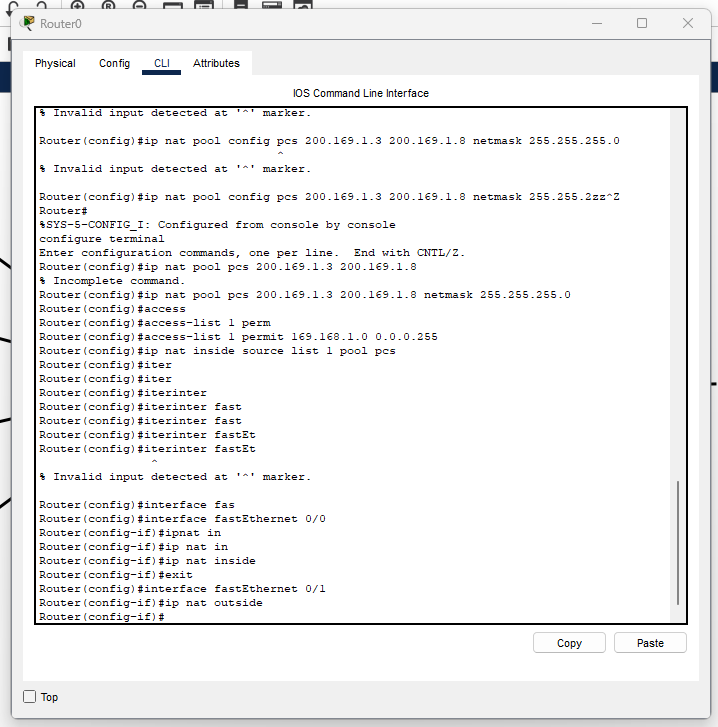 Router0
Physical Config CLI Attributes
IOS Command Line Interface
% Invalid input detected at '^' marker.
Router(config)#ip nat pool config pcs 200.169.1.3 200.169.1.8 netmask 255.255.255.0
^
% Invalid input detected at '^' marker.
Router(config)#ip nat pool config pcs 200.169.1.3 200.169.1.8 netmask 255.255.2zz^Z
Router#
%SYS-5-CONFIG_I: Configured from console by console
configure terminal
Enter configuration commands, one per line. End with CNTL/Z.
Router(config)#ip nat pool pcs 200.169.1.3 200.169.1.8
% Incomplete command.
Router(config)#ip nat pool pcs 200.169.1.3 200.169.1.8 netmask 255.255.255.0
Router(config)#access
Router(config)#access-list 1 perm
Router(config)#access-list 1 permit 169.168.1.0 0.0.0.255
Router(config)#ip nat inside source list 1 pool pcs
Router(config)#iter
Router(config)#iter
Router(config)#iterinter
Router(config)#iterinter fast
Router(config)#iterinter fast
Router(config)#iterinter fastEt
Router(config)#iterinter fastEt
^
% Invalid input detected at '^' marker.
Router(config)#interface fas
Router(config)#interface fastEthernet 0/0
Router(config-if)#ipnat in
Router(config-if)#ip nat in
Router(config-if)#ip nat inside
Router(config-if)#exit
Router(config)#interface fastEthernet 0/1
Router(config-if)#ip nat outside
Router(config-if)#
Copy Paste
Top